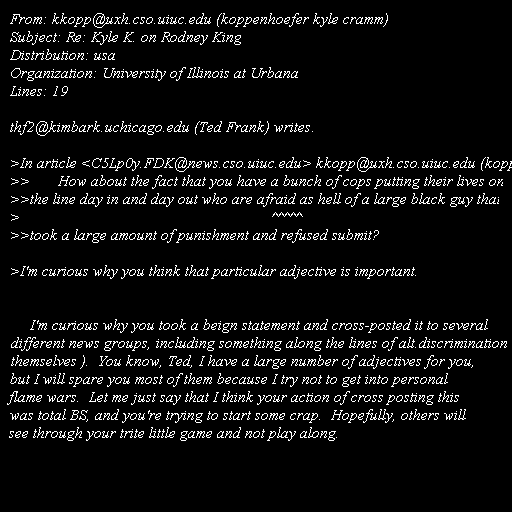 From: kkopp@uxh.cso.uiuc.edu (koppenhoefer kyle cramm)
Subject: Re: Kyle K. on Rodney King
Distribution: usa
Organization: University of Illinois at Urbana
Lines: 19

thf2@kimbark.uchicago.edu (Ted Frank) writes.

>In article <C5Lp0y.FDK@news.cso.uiuc.edu> kkopp@uxh.cso.uiuc.edu (kopp
>> How about the fact that you have a bunch of cops putting their lives on
>>the line day in and day out who are afraid as hell of a large black guy that
> ^^^^^
>>took a large amount of punishment and refused submit?

>I'm curious why you think that particular adjective is important.

I'm curious why you took a beign statement and cross-posted it to several
different news groups, including something along the lines of alt.discrimination
themselves ). You know, Ted, I have a large number of adjectives for you,
but I will spare you most of them because I try not to get into personal
flame wars. Let me just say that I think your action of cross posting this
was total BS, and you're trying to start some crap. Hopefully, others will
see through your trite little game and not play along.